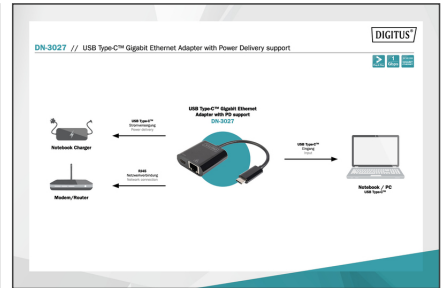 DIGITUS®
DN-3027 // USB Type-C™ Gigabit Ethernet Adapter with Power Delivery support
1
Gbps
USB Type-C™ Gigabit Ethernet
Adapter with PD support
DN-3027
USB Type-C™
Stromversorgung
Power delivery
Notebook Charger
USB Type-C™
Eingang
Input
RJ45
Netzwerkverbindung
Network connection
Modem/Router
Notebook / PC
USB Type-C™